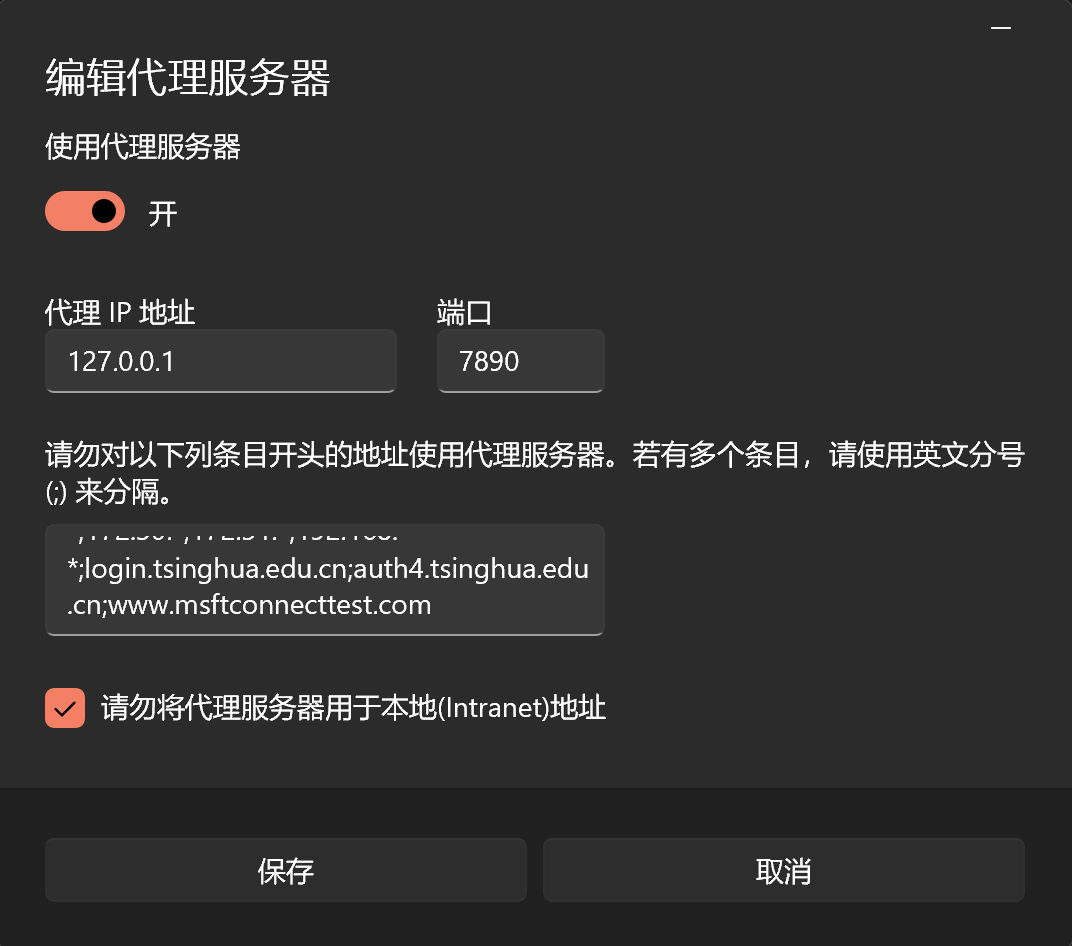 编辑代理服务器
使用代理服务器
开
代理 IP 地址
端口
127.0.0.1
7890
请勿对以下列条目开头的地址使用代理服务器。若有多个条目，请使用英文分号
(;) 来分隔。
*;login.tsinghua.edu.cn;auth4.tsinghua.edu
.cn;www.msftconnecttest.com
请勿将代理服务器用于本地(Intranet)地址
保存
取消